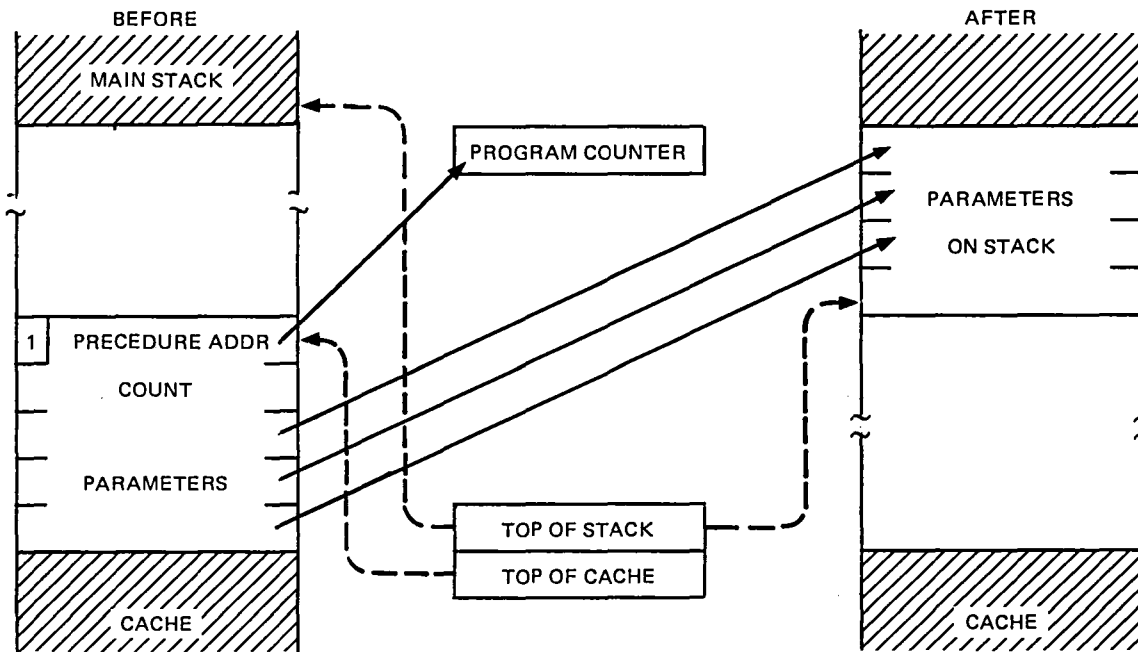 BEFORE
AFTER
MAIN STACK
PROGRAM COUNTER
PARAMETERS
ON STACK
1
PRECEDURE ADDR
COUNT
PARAMETERS
TOP OF STACK
TOP OF CACHE
CACHE
CACHE